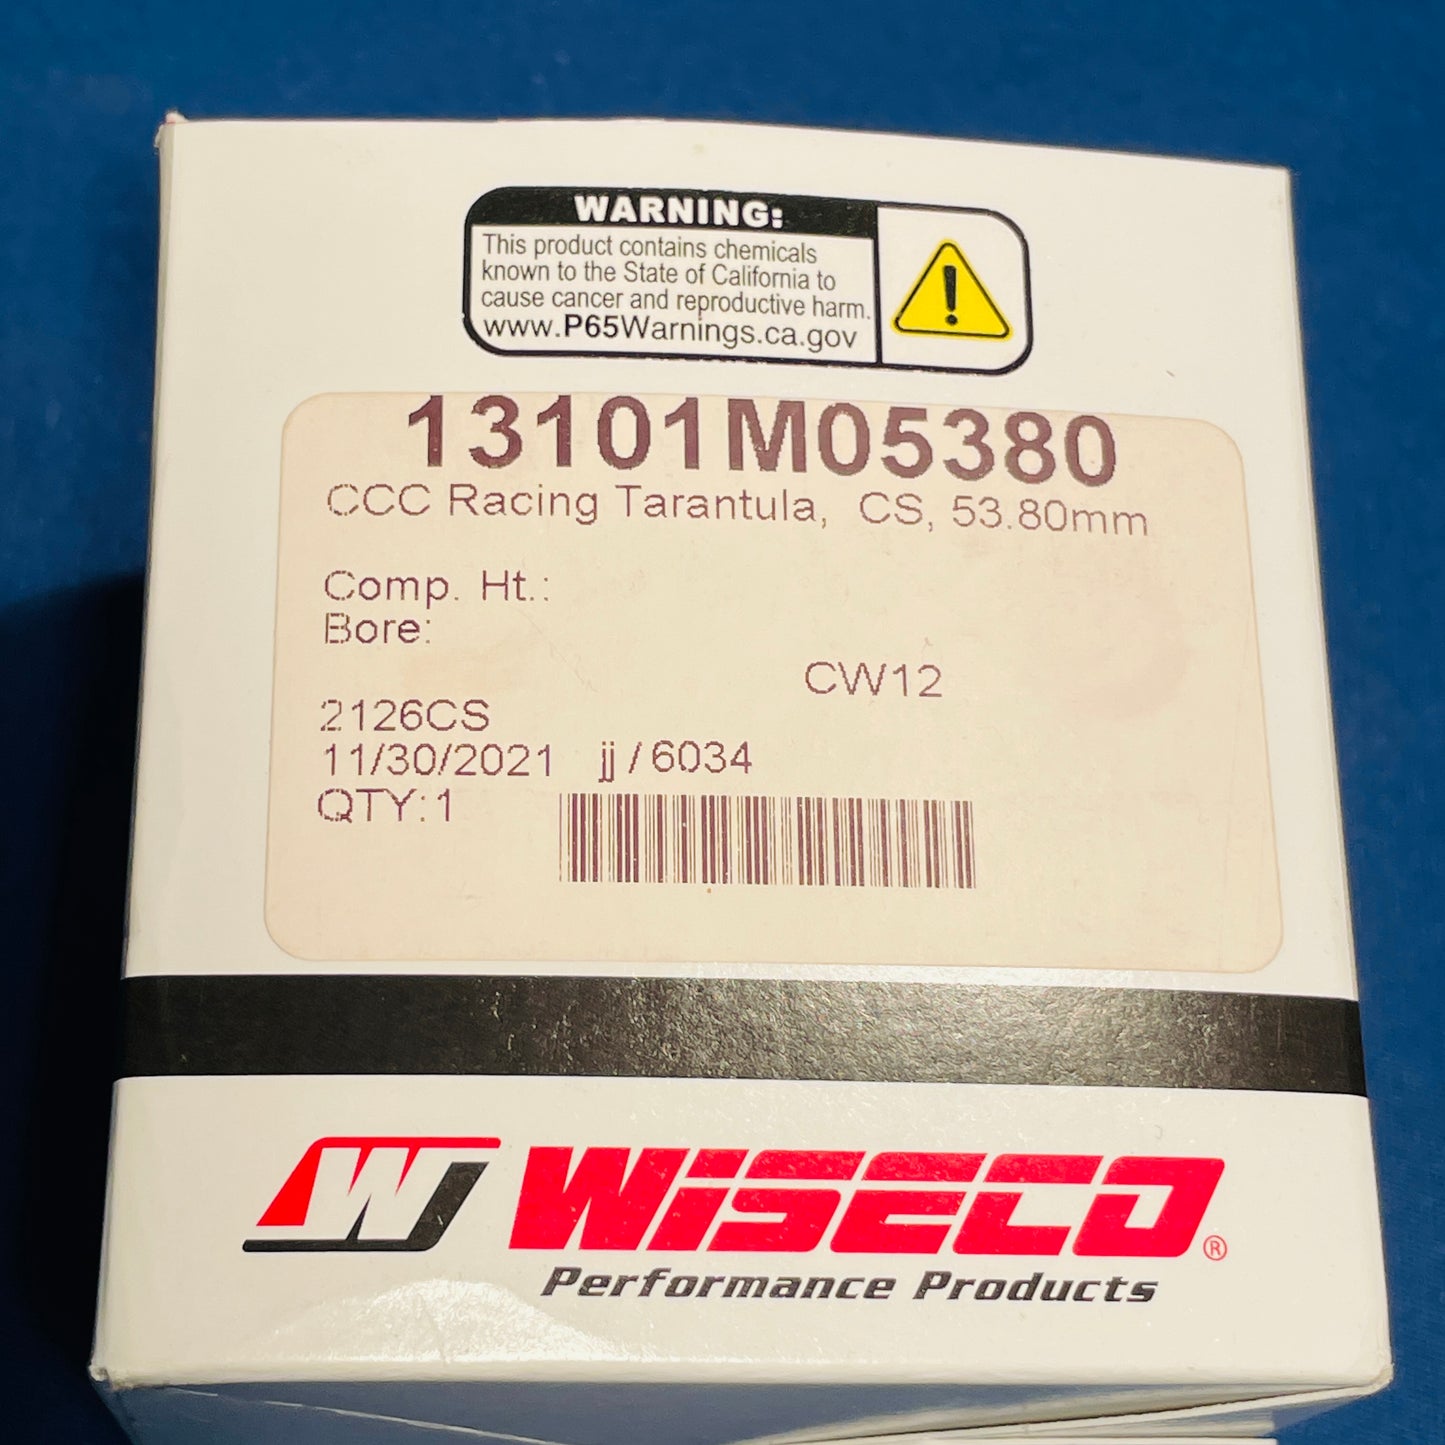 WARNING:
This product contains chemicals
known to the State of California to
cause cancer and reproductive harm.
www.P65Warnings.ca.gov
!
13101M05380
CCC Racing Tarantula, CS, 53.80mm
Comp. Ht.:
Bore:
CW12
2126CS
11/30/2021 jj / 6034
QTY:1
W WISECO®
Performance Products